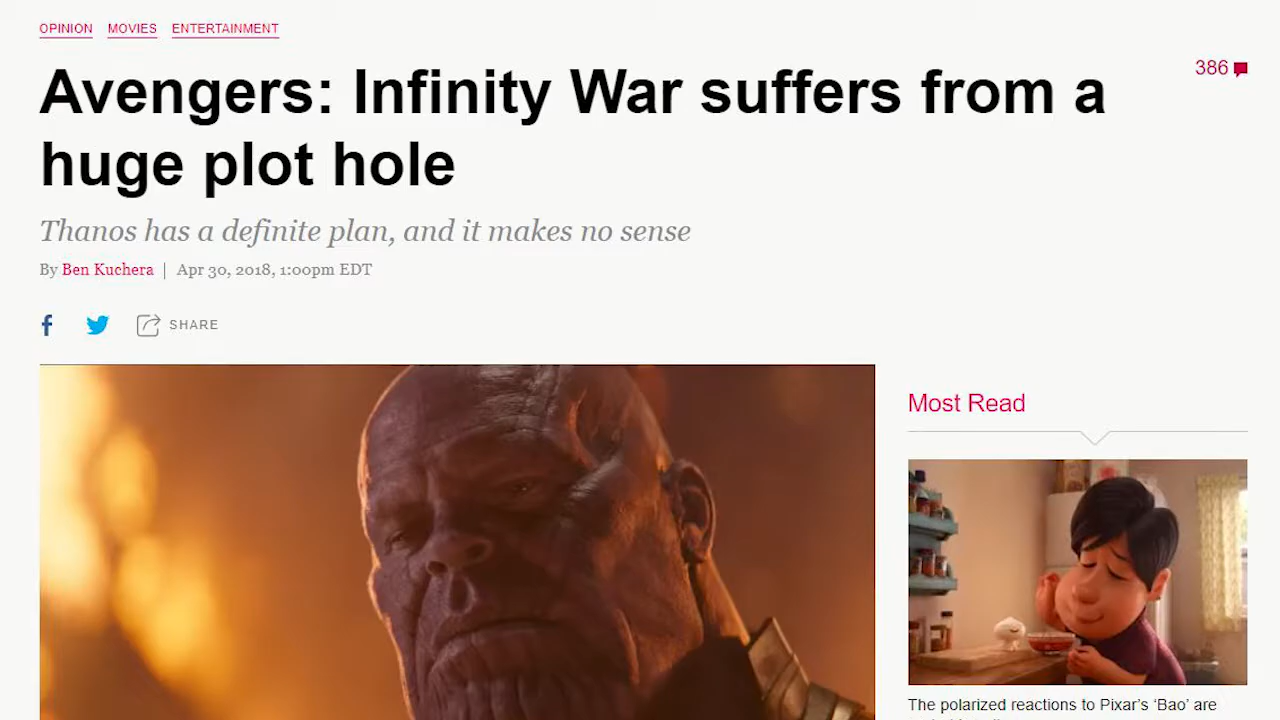 OPINION MOVIES ENTERTAINMENT
386
Avengers: Infinity War suffers from a
huge plot hole
Thanos has a definite plan, and it makes no sense
By Ben Kuchera | Apr 30, 2018, 1:00pm EDT
SHARE
Most Read
The polarized reactions to Pixar’s ‘Bao’ are